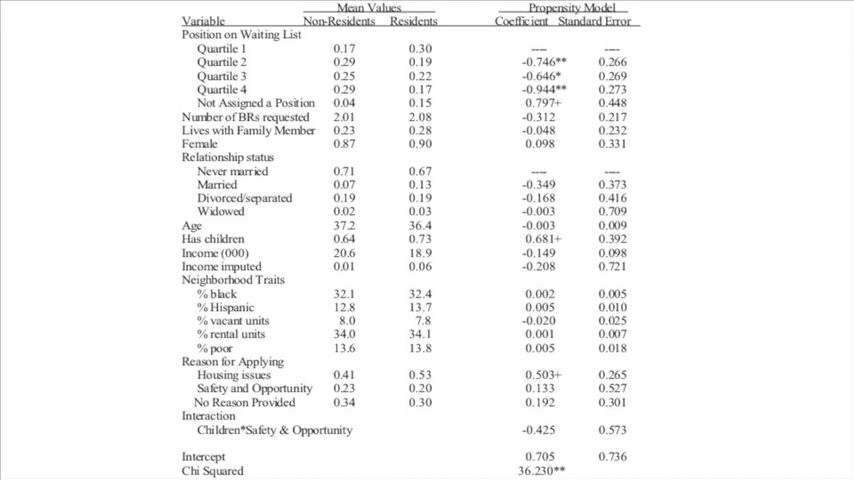 Mean Values Propensity Model
Variable Non-Residents Residents Coefficient Standard Error
Position on Waiting List
Quartile 1 0.17 0.30 ---- ----
Quartile 2 0.29 0.19 -0.746** 0.266
Quartile 3 0.25 0.22 -0.646* 0.269
Quartile 4 0.29 0.17 -0.944** 0.273
Not Assigned a Position 0.04 0.15 0.797+ 0.448
Number of BRs requested 2.01 2.08 -0.312 0.217
Lives with Family Member 0.23 0.28 -0.048 0.232
Female 0.87 0.90 0.098 0.331
Relationship status
Never married 0.71 0.67 ---- ----
Married 0.07 0.13 -0.349 0.373
Divorced/separated 0.19 0.19 -0.168 0.416
Widowed 0.02 0.03 -0.003 0.709
Age 37.2 36.4 -0.003 0.009
Has children 0.64 0.73 0.681+ 0.392
Income (000) 20.6 18.9 -0.149 0.098
Income imputed 0.01 0.06 -0.208 0.721
Neighborhood Traits
% black 32.1 32.4 0.002 0.005
% Hispanic 12.8 13.7 0.005 0.010
% vacant units 8.0 7.8 -0.020 0.025
% rental units 34.0 34.1 0.001 0.007
% poor 13.6 13.8 0.005 0.018
Reason for Applying
Housing issues 0.41 0.53 0.503+ 0.265
Safety and Opportunity 0.23 0.20 0.133 0.527
No Reason Provided 0.34 0.30 0.192 0.301
Interaction
Children*Safety & Opportunity -0.425 0.573
Intercept 0.705 0.736
Chi Squared 36.230**